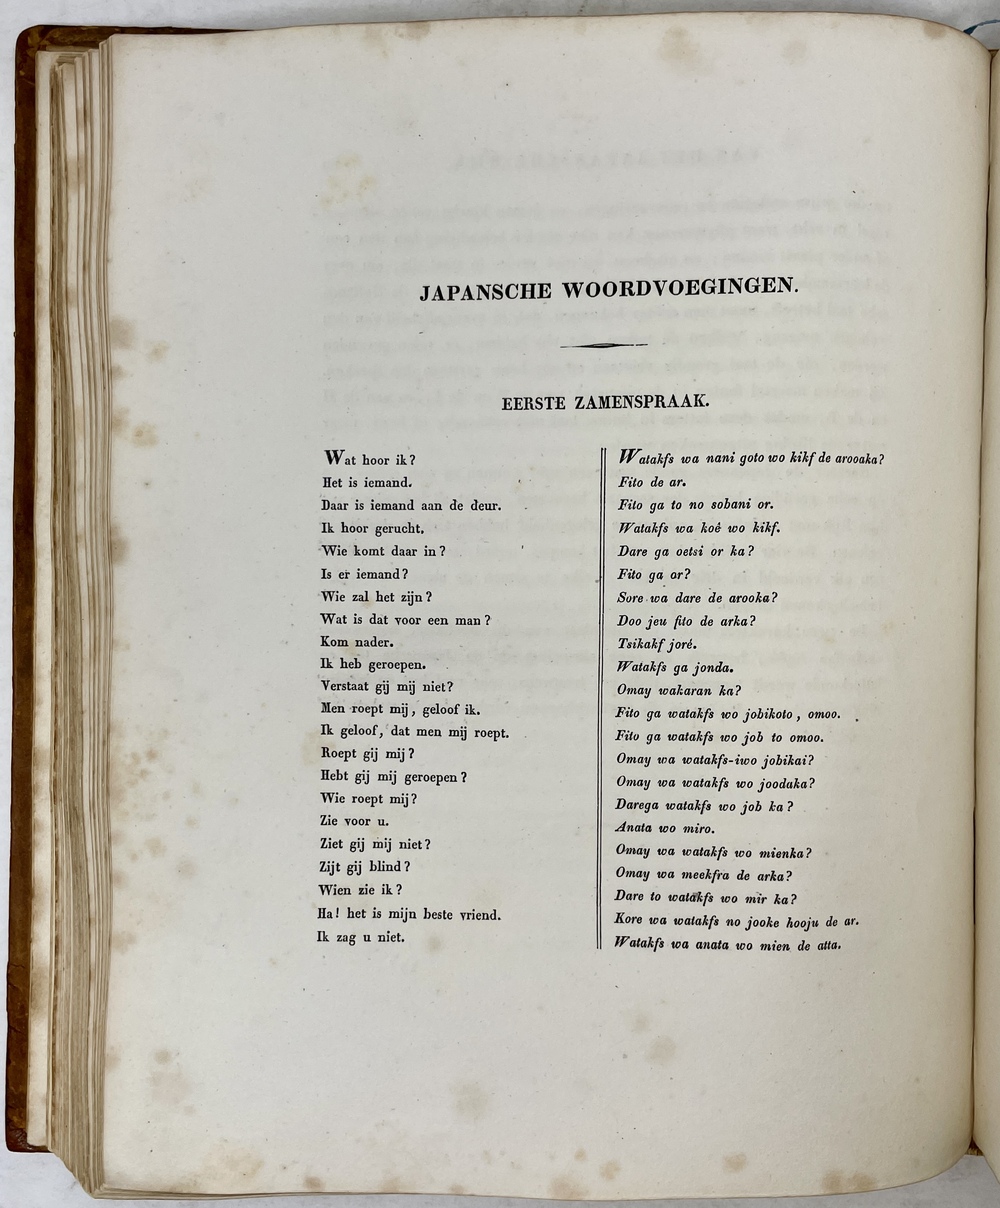 JAPANSCHE WOORDVOEGINGEN.
EERSTE ZAMENSPRAAK.
Wat hoor ik?
Het is iemand.
Daar is iemand aan de deur.
Ik hoor gerucht.
Wie komt daar in?
Is er iemand?
Wie zal het zijn?
Wat is dat voor een man?
Kom nader.
Ik heb geroepen.
Verstaat gij mij niet?
Men roept mij, geloof ik.
Ik geloof, dat men mij roept.
Roept gij mij?
Hebt gij mij geroepen?
Wie roept mij?
Zie voor u.
Ziet gij mij niet?
Zijt gij blind?
Wien zie ik?
Ha! het is mijn beste vriend.
Ik zag u niet.
Watakfs wa nani goto wo kikf de arooaka?
Fito de ar.
Fito ga to no sobani or.
Watakfs wa koê wo kikf.
Dare ga oetsi or ka?
Fito ga or?
Sore wa dare de arooka?
Doo jeu fito de arka?
Tsikakf joré.
Watakfs ga jonda.
Omay wakaran ka?
Fito ga watakfs wo jobikoto, omoo.
Fito ga watakfs wo job to omoo.
Omay wa watakfs-iwo jobikai?
Omay wa watakfs wo joodaka?
Darega watakfs wo job ka?
Anata wo miro.
Omay wa watakfs wo mienka?
Omay wa meekfra de arka?
Dare to watakfs wo mir ka?
Kore wa watakfs no jooke hooju de ar.
Watakfs wa anata wo mien de atta.